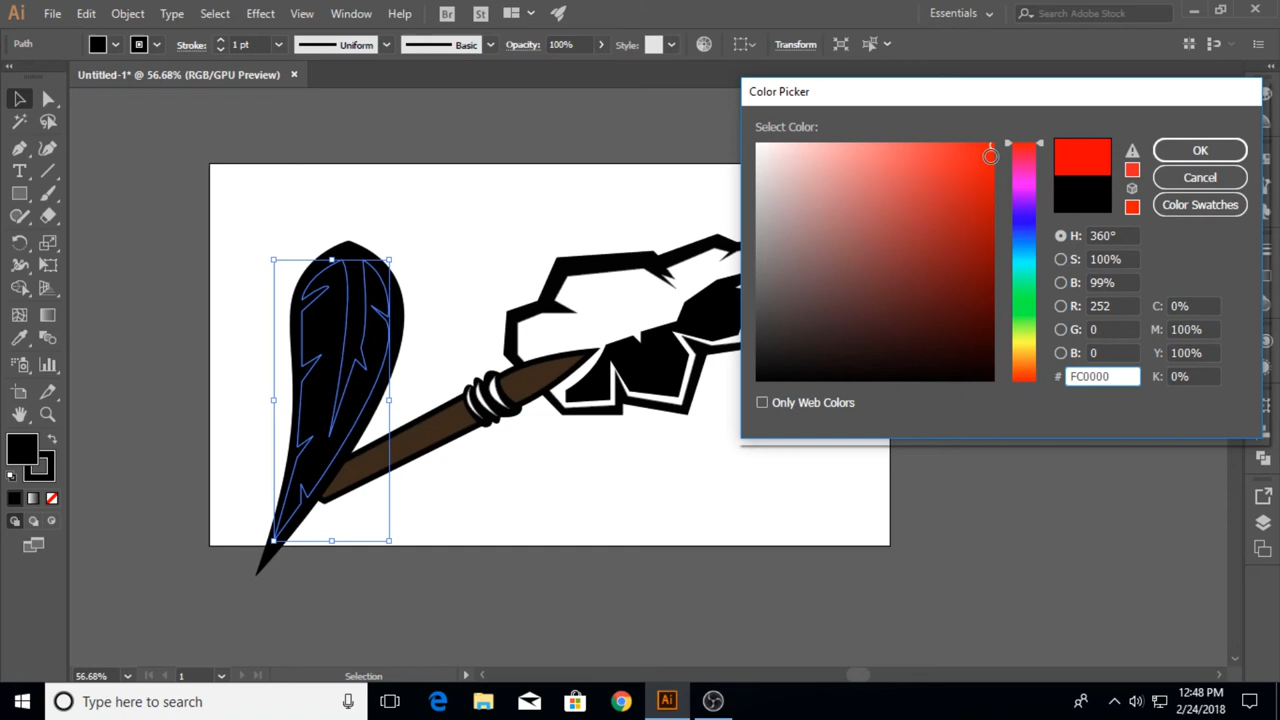 Ai File Edit Object Type Select Effect View Window Help Br St Essentials Search Adobe Stock
Path Stroke: 1 pt Uniform Basic Opacity: 100% Style: Transform
Untitled-1* @ 56.68% (RGB/GPU Preview)
Color Picker
Select Color:
OK
Cancel
Color Swatches
H: 360°
S: 100%
B: 99%
R: 252 C: 0%
G: 0 M: 100%
B: 0 Y: 100%
# FC0000 K: 0%
Only Web Colors
56.68% 1 Selection
Type here to search
Ai
12:48 PM
2/24/2018